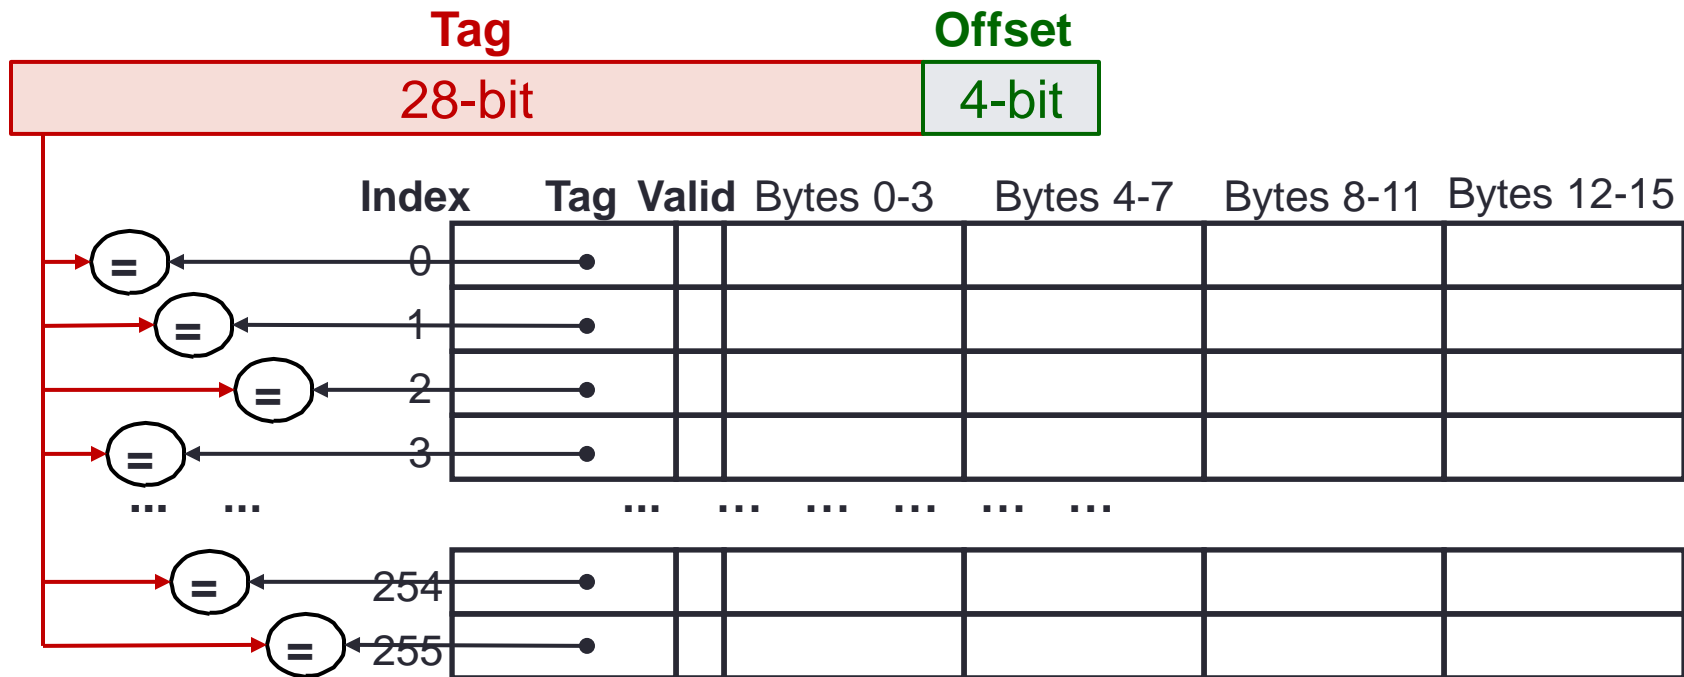 Tag Offset
28-bit 4-bit
Index Tag Valid Bytes 0-3 Bytes 4-7 Bytes 8-11 Bytes 12-15
= 0
= 1
= 2
= 3
... ... ... ... ... ... ... ...
= 254
= 255